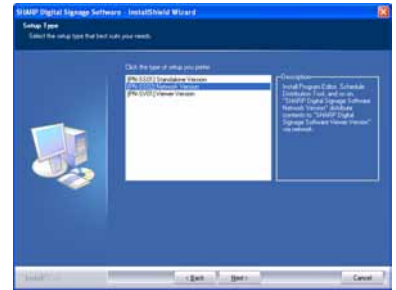 SHARP Digital Signage Software - InstallShield Wizard
Setup Type
Select the setup type that best suits your needs.
Click the type of setup you prefer.
[PN-SS01] Standalone Version
[PN-SS02] Network Version
[PN-SV01] Viewer Version
Description
Install Program Editor, Schedule
Distribution Tool, and so on.
"SHARP Digital Signage Software
Network Version" distribute
contents to "SHARP Digital
Signage Software Viewer Version"
via network.
InstallShield
< Back
Next >
Cancel